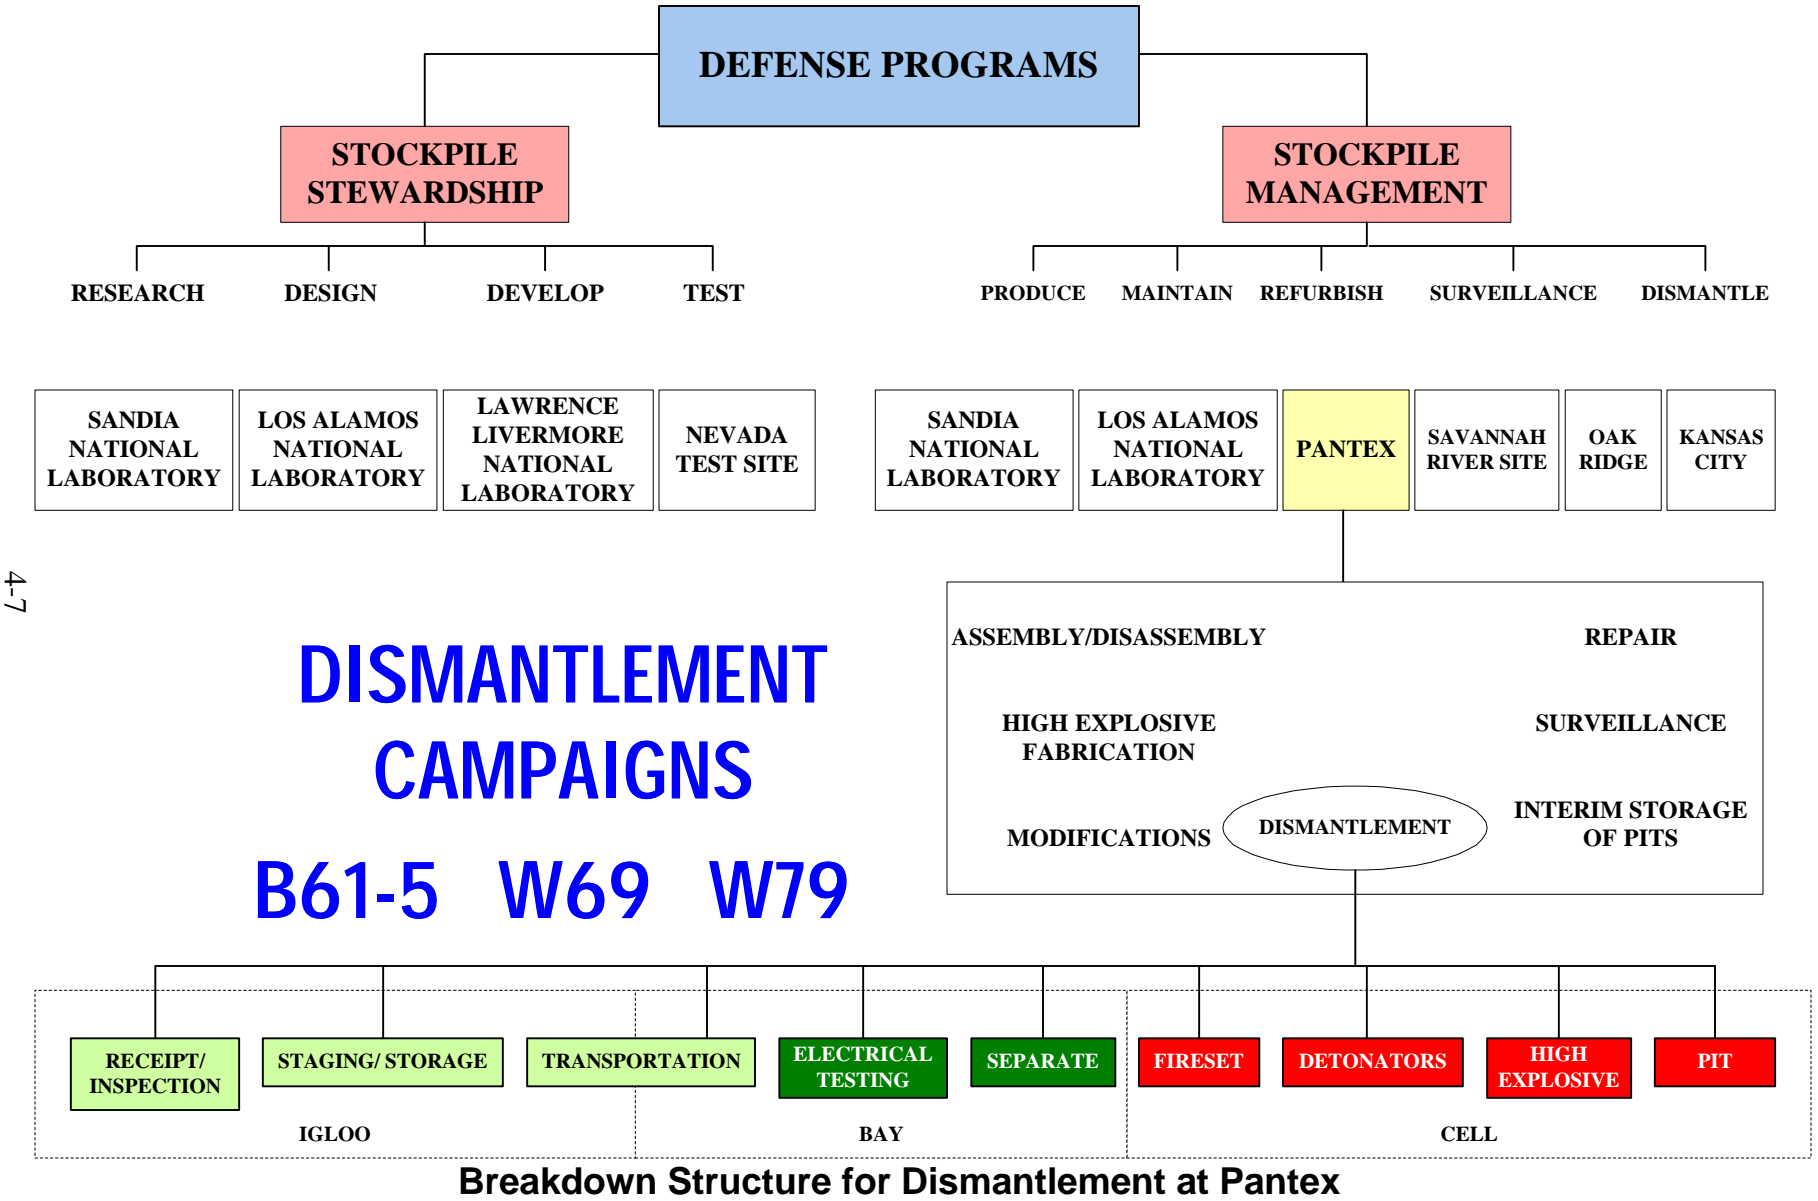 DEFENSE PROGRAMS
STOCKPILE
STEWARDSHIP
STOCKPILE
MANAGEMENT
RESEARCH
DESIGN
DEVELOP
TEST
PRODUCE
MAINTAIN
REFURBISH
SURVEILLANCE
DISMANTLE
SANDIA
NATIONAL
LABORATORY
LOS ALAMOS
NATIONAL
LABORATORY
LAWRENCE
LIVERMORE
NATIONAL
LABORATORY
NEVADA
TEST SITE
SANDIA
NATIONAL
LABORATORY
LOS ALAMOS
NATIONAL
LABORATORY
PANTEX
SAVANNAH
RIVER SITE
OAK
RIDGE
KANSAS
CITY
4-7
DISMANTLEMENT
CAMPAIGNS
B61-5 W69 W79
ASSEMBLY/DISASSEMBLY
REPAIR
HIGH EXPLOSIVE
FABRICATION
SURVEILLANCE
MODIFICATIONS
DISMANTLEMENT
INTERIM STORAGE
OF PITS
RECEIPT/
INSPECTION
STAGING/ STORAGE
TRANSPORTATION
ELECTRICAL
TESTING
SEPARATE
FIRESET
DETONATORS
HIGH
EXPLOSIVE
PIT
IGLOO
BAY
CELL
Breakdown Structure for Dismantlement at Pantex